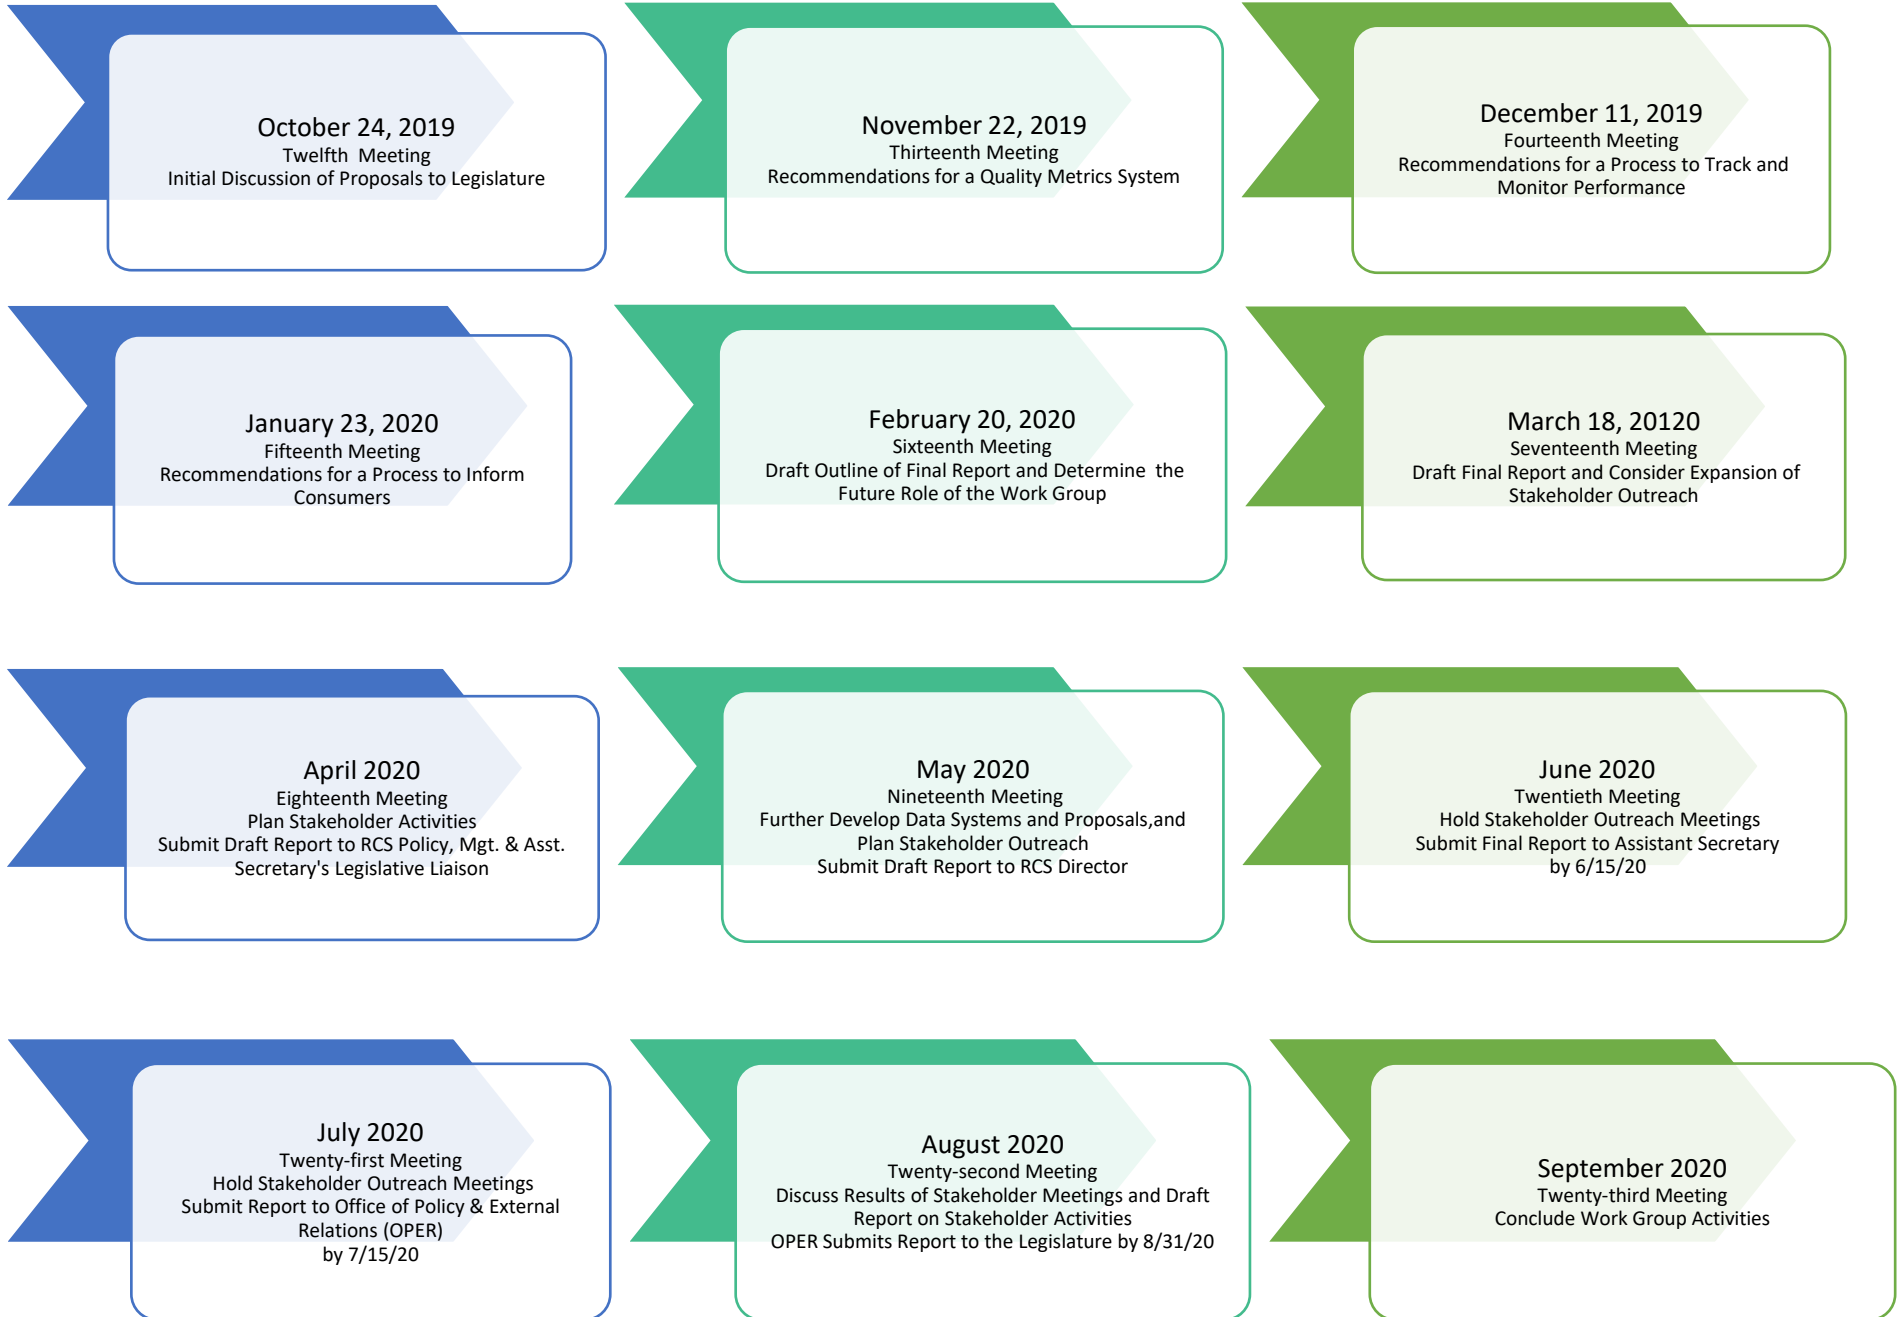 October 24, 2019
Twelfth  Meeting
Initial Discussion of Proposals to Legislature
November 22, 2019
Thirteenth Meeting
Recommendations for a Quality Metrics System
December 11, 2019
Fourteenth Meeting
Recommendations for a Process to Track and
Monitor Performance
January 23, 2020
Fifteenth Meeting
Recommendations for a Process to Inform
Consumers
February 20, 2020
Sixteenth Meeting
Draft Outline of Final Report and Determine  the
Future Role of the Work Group
March 18, 20120
Seventeenth Meeting
Draft Final Report and Consider Expansion of
Stakeholder Outreach
April 2020
Eighteenth Meeting
Plan Stakeholder Activities
Submit Draft Report to RCS Policy, Mgt. & Asst.
Secretary's Legislative Liaison
May 2020
Nineteenth Meeting
Further Develop Data Systems and Proposals,and
Plan Stakeholder Outreach
Submit Draft Report to RCS Director
June 2020
Twentieth Meeting
Hold Stakeholder Outreach Meetings
Submit Final Report to Assistant Secretary
by 6/15/20
July 2020
Twenty-first Meeting
Hold Stakeholder Outreach Meetings
Submit Report to Office of Policy & External
Relations (OPER)
by 7/15/20
August 2020
Twenty-second Meeting
Discuss Results of Stakeholder Meetings and Draft
Report on Stakeholder Activities
OPER Submits Report to the Legislature by 8/31/20
September 2020
Twenty-third Meeting
Conclude Work Group Activities